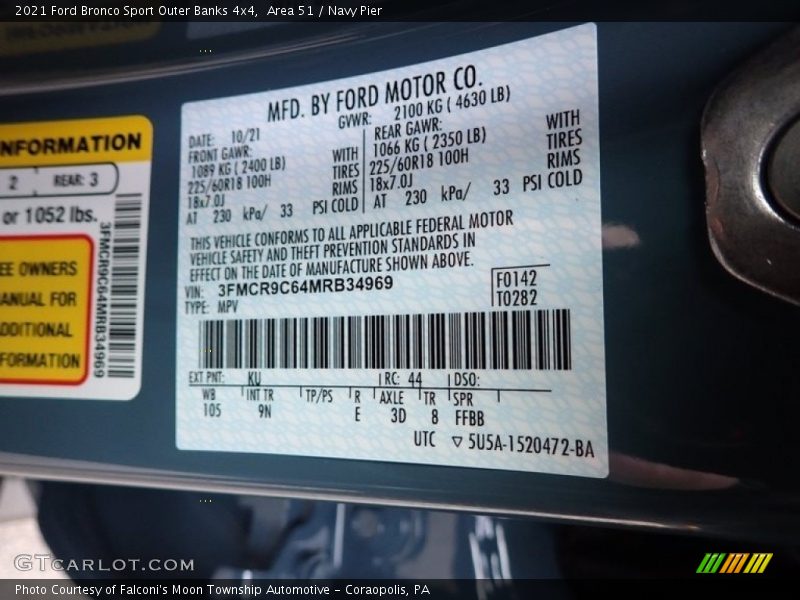 2021 Ford Bronco Sport Outer Banks 4x4, Area 51 / Navy Pier
NFORMATION
2 REAR: 3
or 1052 lbs.
EE OWNERS
ANUAL FOR
DDITIONAL
FORMATION
3FMCR9C64MRB34969
MFD. BY FORD MOTOR CO.
DATE: 10/21 GVWR: 2100 KG ( 4630 LB)
FRONT GAWR:
1089 KG ( 2400 LB) WITH
225/60R18 100H TIRES
18x7.0J RIMS
AT 230 kPa/ 33 PSI COLD
REAR GAWR: WITH
1066 KG ( 2350 LB) TIRES
225/60R18 100H RIMS
18x7.0J
AT 230 kPa/ 33 PSI COLD
THIS VEHICLE CONFORMS TO ALL APPLICABLE FEDERAL MOTOR
VEHICLE SAFETY AND THEFT PREVENTION STANDARDS IN
EFFECT ON THE DATE OF MANUFACTURE SHOWN ABOVE.
VIN: 3FMCR9C64MRB34969
TYPE: MPV
F0142
T0282
EXT PNT: KU RC: 44 DSO:
WB INT TR TP/PS R AXLE TR SPR
105 9N E 3D 8 FFBB
UTC ▽ 5U5A-1520472-BA
GTCARLOT.COM
Photo Courtesy of Falconi's Moon Township Automotive - Coraopolis, PA